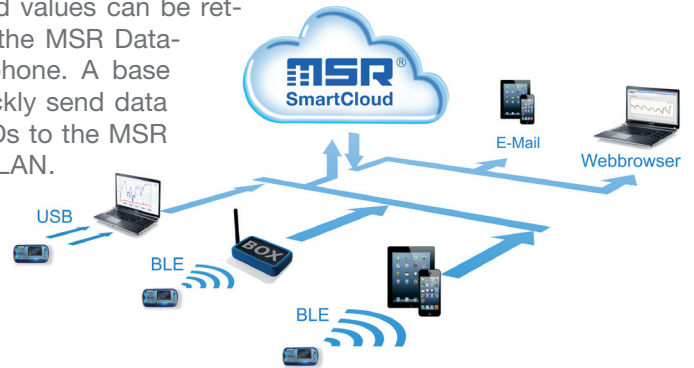 d values can be ret-
the MSR Data-
phone. A base
ckly send data
Ds to the MSR
LAN.
MSR®
SmartCloud
E-Mail
Webbrowser
USB
BOX
BLE
BLE